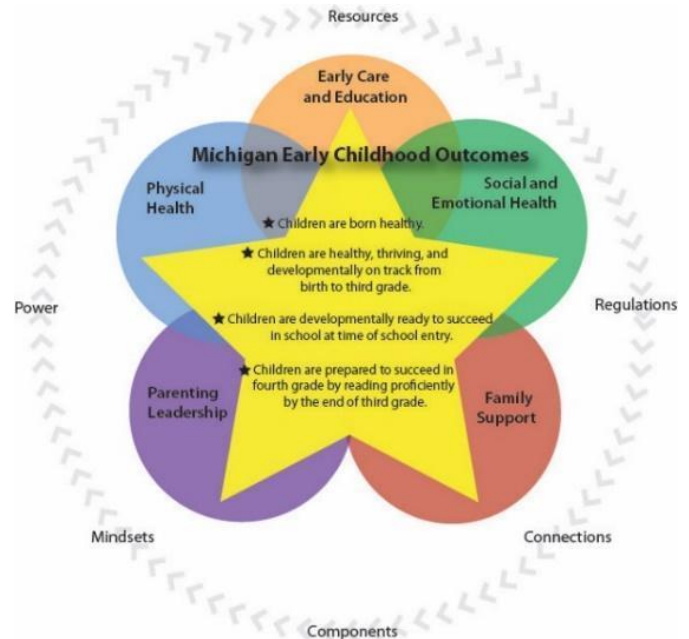 Resources
Early Care
and Education
Michigan Early Childhood Outcomes
Physical
Health
Social and
Emotional Health
★ Children are born healthy.
★ Children are healthy, thriving, and
developmentally on track from
birth to third grade.
Power
Regulations
★ Children are developmentally ready to succeed
in school at time of school entry.
★ Children are prepared to succeed in
fourth grade by reading proficiently
by the end of third grade.
Parenting
Leadership
Family
Support
Mindsets
Connections
Components